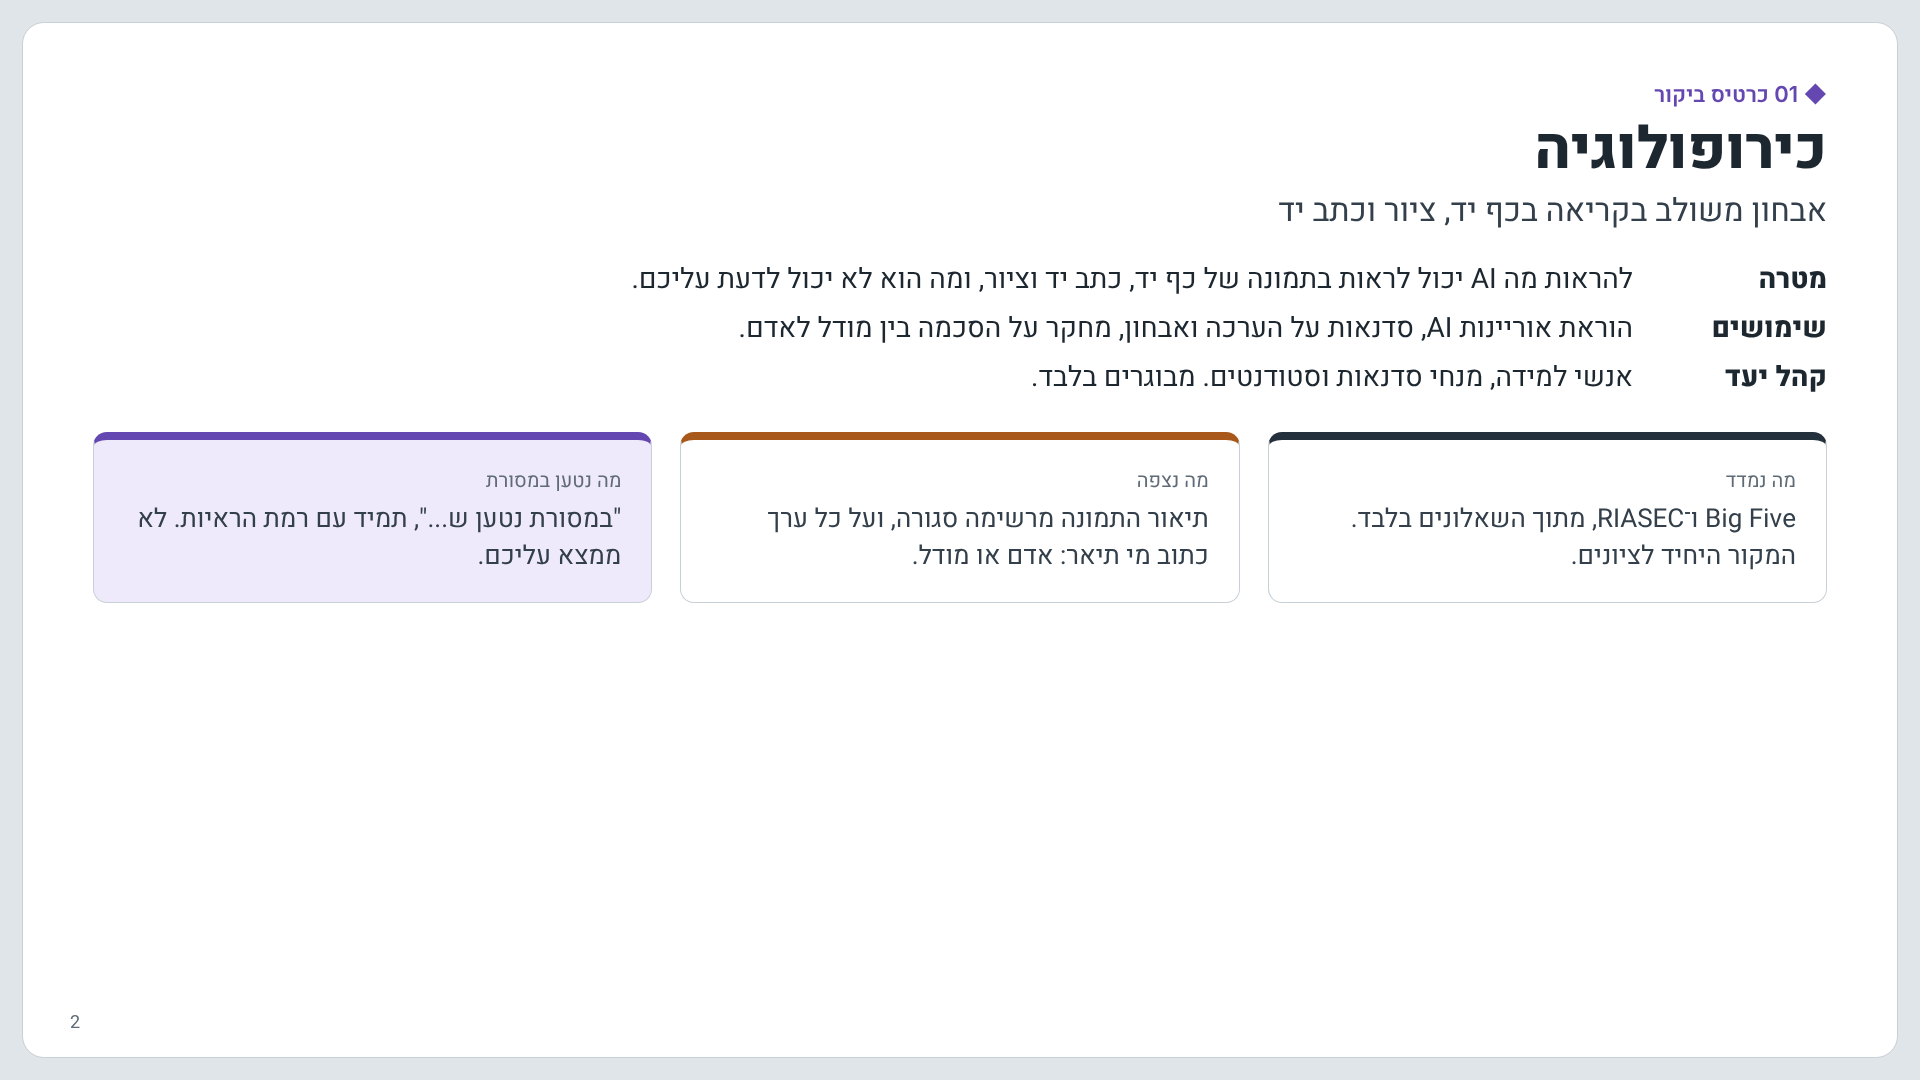 ◆ 01 כרטיס ביקור
כירופולוגיה
אבחון משולב בקריאה בכף יד, ציור וכתב יד
מטרה להראות מה AI יכול לראות בתמונה של כף יד, כתב יד וציור, ומה הוא לא יכול לדעת עליכם.
שימושים הוראת אוריינות AI, סדנאות על הערכה ואבחון, מחקר על הסכמה בין מודל לאדם.
קהל יעד אנשי למידה, מנחי סדנאות וסטודנטים. מבוגרים בלבד.
מה נמדד
Big Five ו־RIASEC, מתוך השאלונים בלבד.
המקור היחיד לציונים.
מה נצפה
תיאור התמונה מרשימה סגורה, ועל כל ערך
כתוב מי תיאר: אדם או מודל.
מה נטען במסורת
"במסורת נטען ש...", תמיד עם רמת הראיות. לא
ממצא עליכם.
2